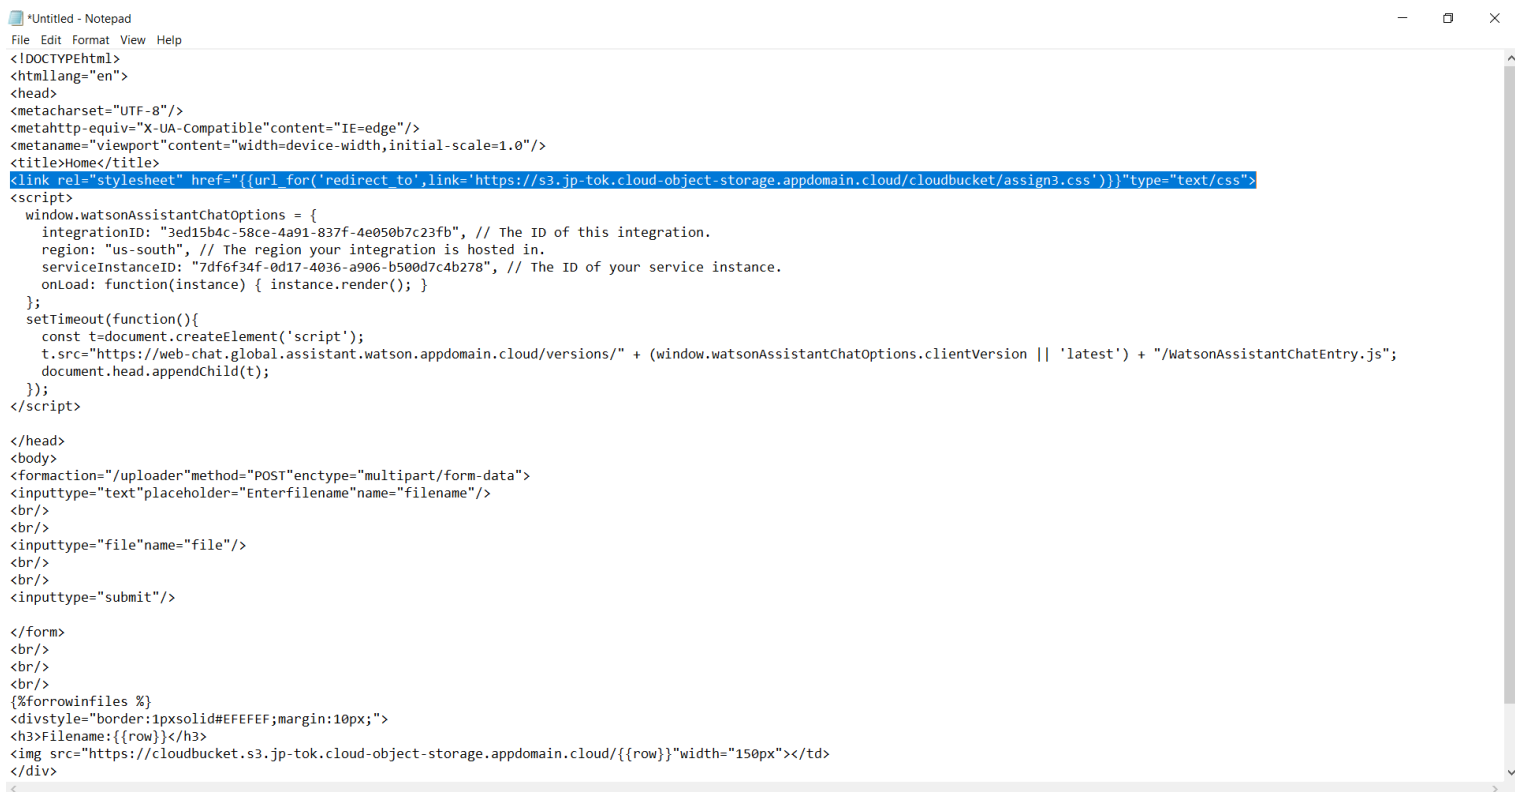 *Untitled - Notepad
File Edit Format View Help
<!DOCTYPEhtml>
<htmllang="en">
<head>
<metacharset="UTF-8"/>
<metahttp-equiv="X-UA-Compatible"content="IE=edge"/>
<metaname="viewport"content="width=device-width,initial-scale=1.0"/>
<title>Home</title>
<link rel="stylesheet" href="{{url_for('redirect_to',link='https://s3.jp-tok.cloud-object-storage.appdomain.cloud/cloudbucket/assign3.css')}}"type="text/css">
<script>
  window.watsonAssistantChatOptions = {
    integrationID: "3ed15b4c-58ce-4a91-837f-4e050b7c23fb", // The ID of this integration.
    region: "us-south", // The region your integration is hosted in.
    serviceInstanceID: "7df6f34f-0d17-4036-a906-b500d7c4b278", // The ID of your service instance.
    onLoad: function(instance) { instance.render(); }
  };
  setTimeout(function(){
    const t=document.createElement('script');
    t.src="https://web-chat.global.assistant.watson.appdomain.cloud/versions/" + (window.watsonAssistantChatOptions.clientVersion || 'latest') + "/WatsonAssistantChatEntry.js";
    document.head.appendChild(t);
  });
</script>
</head>
<body>
<formaction="/uploader"method="POST"enctype="multipart/form-data">
<inputtype="text"placeholder="Enterfilename"name="filename"/>
<br/>
<br/>
<inputtype="file"name="file"/>
<br/>
<br/>
<inputtype="submit"/>
</form>
<br/>
<br/>
<br/>
{%forrowinfiles %}
<divstyle="border:1pxsolid#EFEFEF;margin:10px;">
<h3>Filename:{{row}}</h3>
<img src="https://cloudbucket.s3.jp-tok.cloud-object-storage.appdomain.cloud/{{row}}"width="150px"></td>
</div>